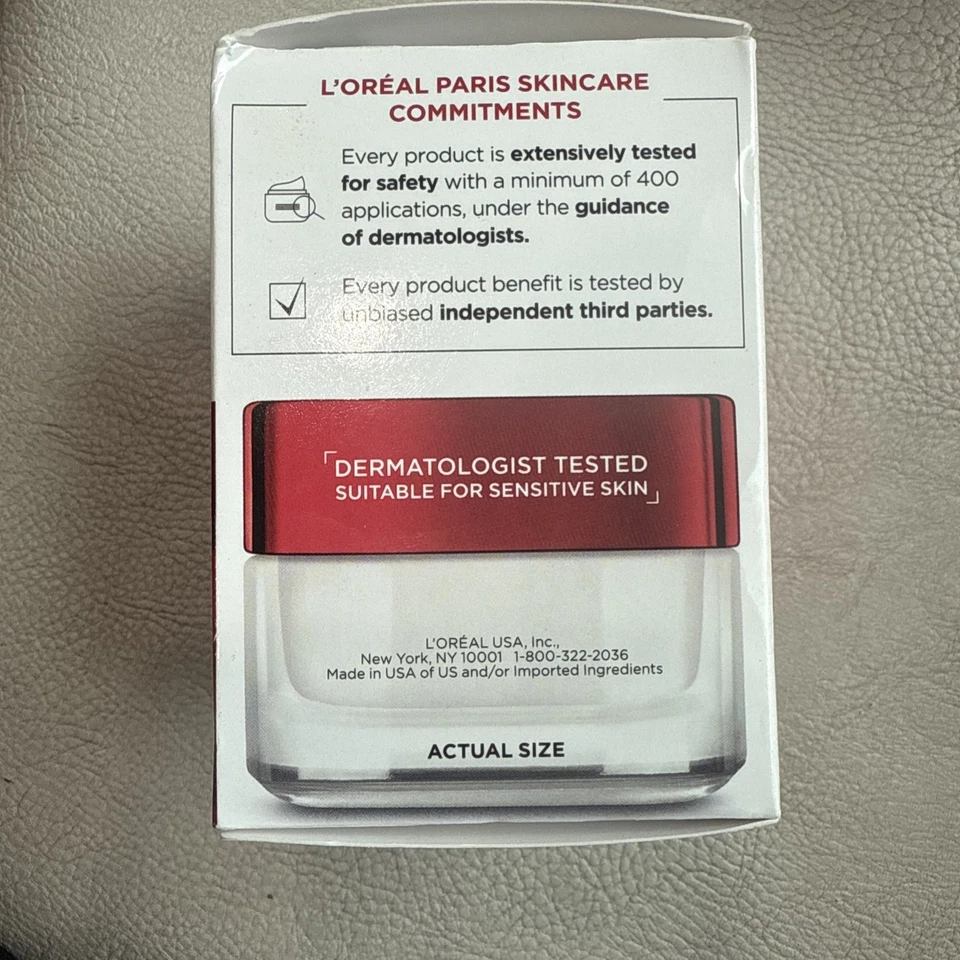 L'ORÉAL PARIS SKINCARE
COMMITMENTS
Every product is extensively tested
for safety with a minimum of 400
applications, under the guidance
of dermatologists.
Every product benefit is tested by
unbiased independent third parties.
DERMATOLOGIST TESTED
SUITABLE FOR SENSITIVE SKIN
L'ORÉAL USA, Inc.,
New York, NY 10001 1-800-322-2036
Made in USA of US and/or Imported Ingredients
ACTUAL SIZE